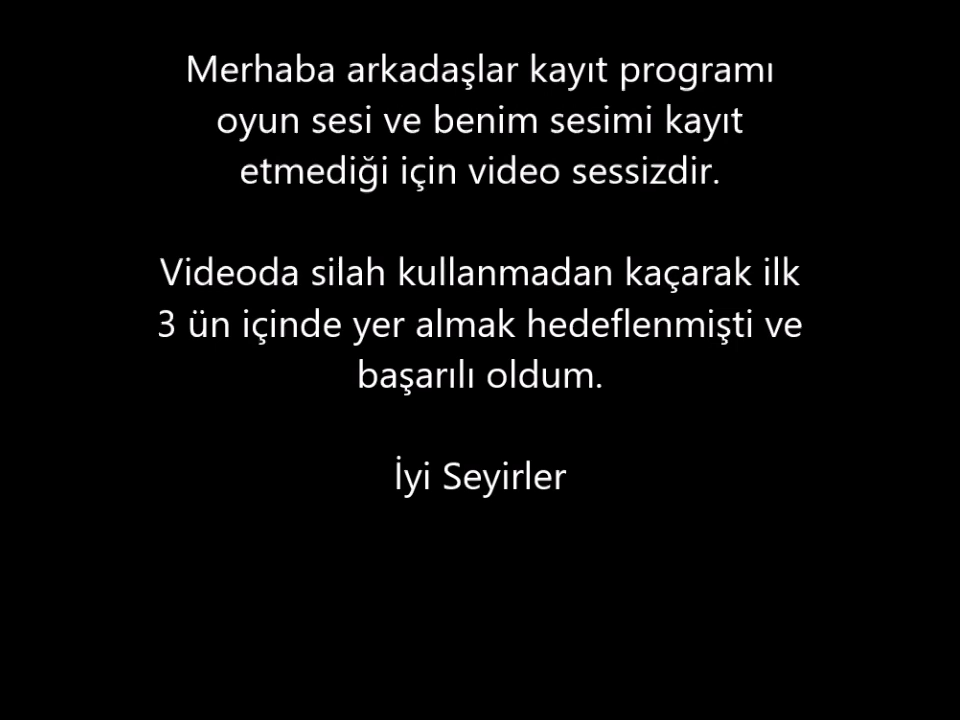 Merhaba arkadaşlar kayıt programı
oyun sesi ve benim sesimi kayıt
etmediği için video sessizdir.
Videoda silah kullanmadan kaçarak ilk
3 ün içinde yer almak hedeflenmişti ve
başarılı oldum.
İyi Seyirler